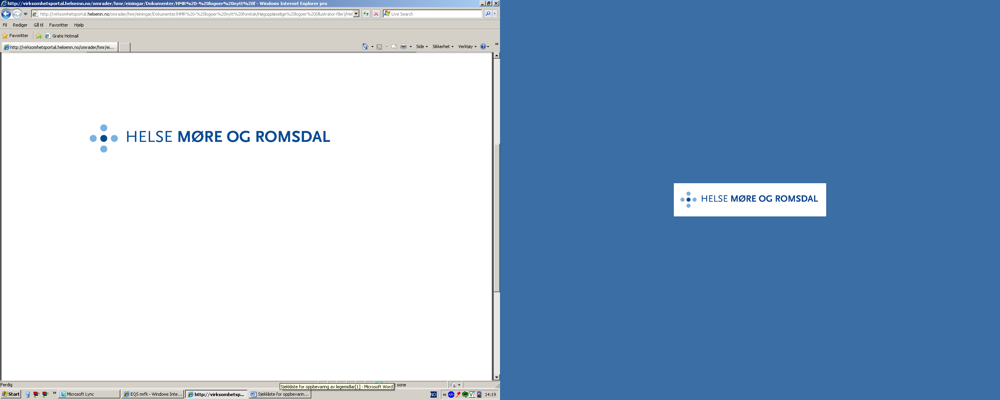 http://virksomhetsportal.helsemn.no/omrader/hmr/einingar/Dokumenter/HMR%20-%20logoer%20nytt%20f - Windows Internet Explorer pro
http://virksomhetsportal.helsemn.no/omrader/hmr/einingar/Dokumenter/HMR%20-%20logoer%20nytt%20foretak/Høgoppløselige%20logoer%20(illustrator-filer)/Hel
Live Search
Fil Rediger Gå til Favoritter Hjelp
Favoritter Gratis Hotmail
http://virksomhetsportal.helsemn.no/omrader/hmr/ei...
Side Sikkerhet Verktøy
HELSE MØRE OG ROMSDAL
HELSE MØRE OG ROMSDAL
Ferdig
t sone
Sjekkliste for oppbevaring av legemidlar[1] - Microsoft Word
Start
Microsoft Lync
EQS mrfk - Windows Inte...
http://virksomhetsp...
Sjekkliste for oppbevarin...
NO
14:19